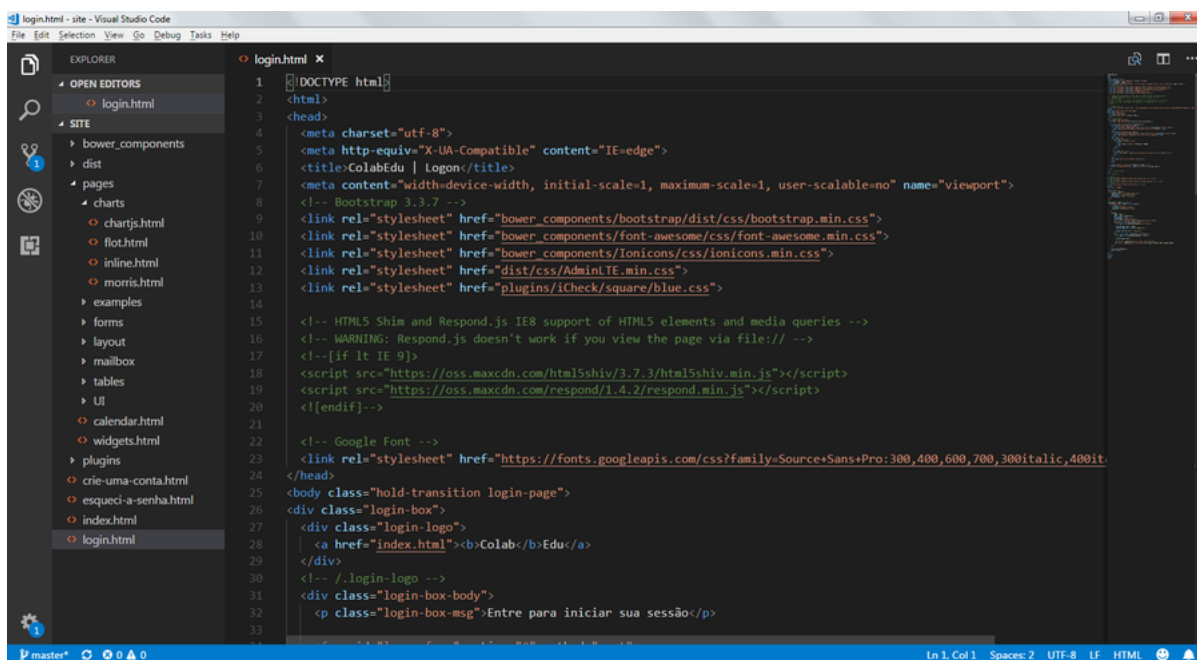 login.html - site - Visual Studio Code
File Edit Selection View Go Debug Tasks Help
EXPLORER
OPEN EDITORS
login.html
SITE
bower_components
dist
pages
charts
chartjs.html
flot.html
inline.html
morris.html
examples
forms
layout
mailbox
tables
UI
calendar.html
widgets.html
plugins
crie-uma-conta.html
esqueci-a-senha.html
index.html
login.html
1
1
login.html
1 <!DOCTYPE html>
2 <html>
3 <head>
4 <meta charset="utf-8">
5 <meta http-equiv="X-UA-Compatible" content="IE=edge">
6 <title>ColabEdu | Logon</title>
7 <meta content="width=device-width, initial-scale=1, maximum-scale=1, user-scalable=no" name="viewport">
8 <!-- Bootstrap 3.3.7 -->
9 <link rel="stylesheet" href="bower_components/bootstrap/dist/css/bootstrap.min.css">
10 <link rel="stylesheet" href="bower_components/font-awesome/css/font-awesome.min.css">
11 <link rel="stylesheet" href="bower_components/Ionicons/css/ionicons.min.css">
12 <link rel="stylesheet" href="dist/css/AdminLTE.min.css">
13 <link rel="stylesheet" href="plugins/iCheck/square/blue.css">
14
15 <!-- HTML5 Shim and Respond.js IE8 support of HTML5 elements and media queries -->
16 <!-- WARNING: Respond.js doesn't work if you view the page via file:// -->
17 <!--[if lt IE 9]>
18 <script src="https://oss.maxcdn.com/html5shiv/3.7.3/html5shiv.min.js"></script>
19 <script src="https://oss.maxcdn.com/respond/1.4.2/respond.min.js"></script>
20 <![endif]-->
21
22 <!-- Google Font -->
23 <link rel="stylesheet" href="https://fonts.googleapis.com/css?family=Source+Sans+Pro:300,400,600,700,300italic,400it
24 </head>
25 <body class="hold-transition login-page">
26 <div class="login-box">
27 <div class="login-logo">
28 <a href="index.html"><b>Colab</b>Edu</a>
29 </div>
30 <!-- /.login-logo -->
31 <div class="login-box-body">
32 <p class="login-box-msg">Entre para iniciar sua sessão</p>
33
master* 0 0 Ln 1, Col 1 Spaces: 2 UTF-8 LF HTML